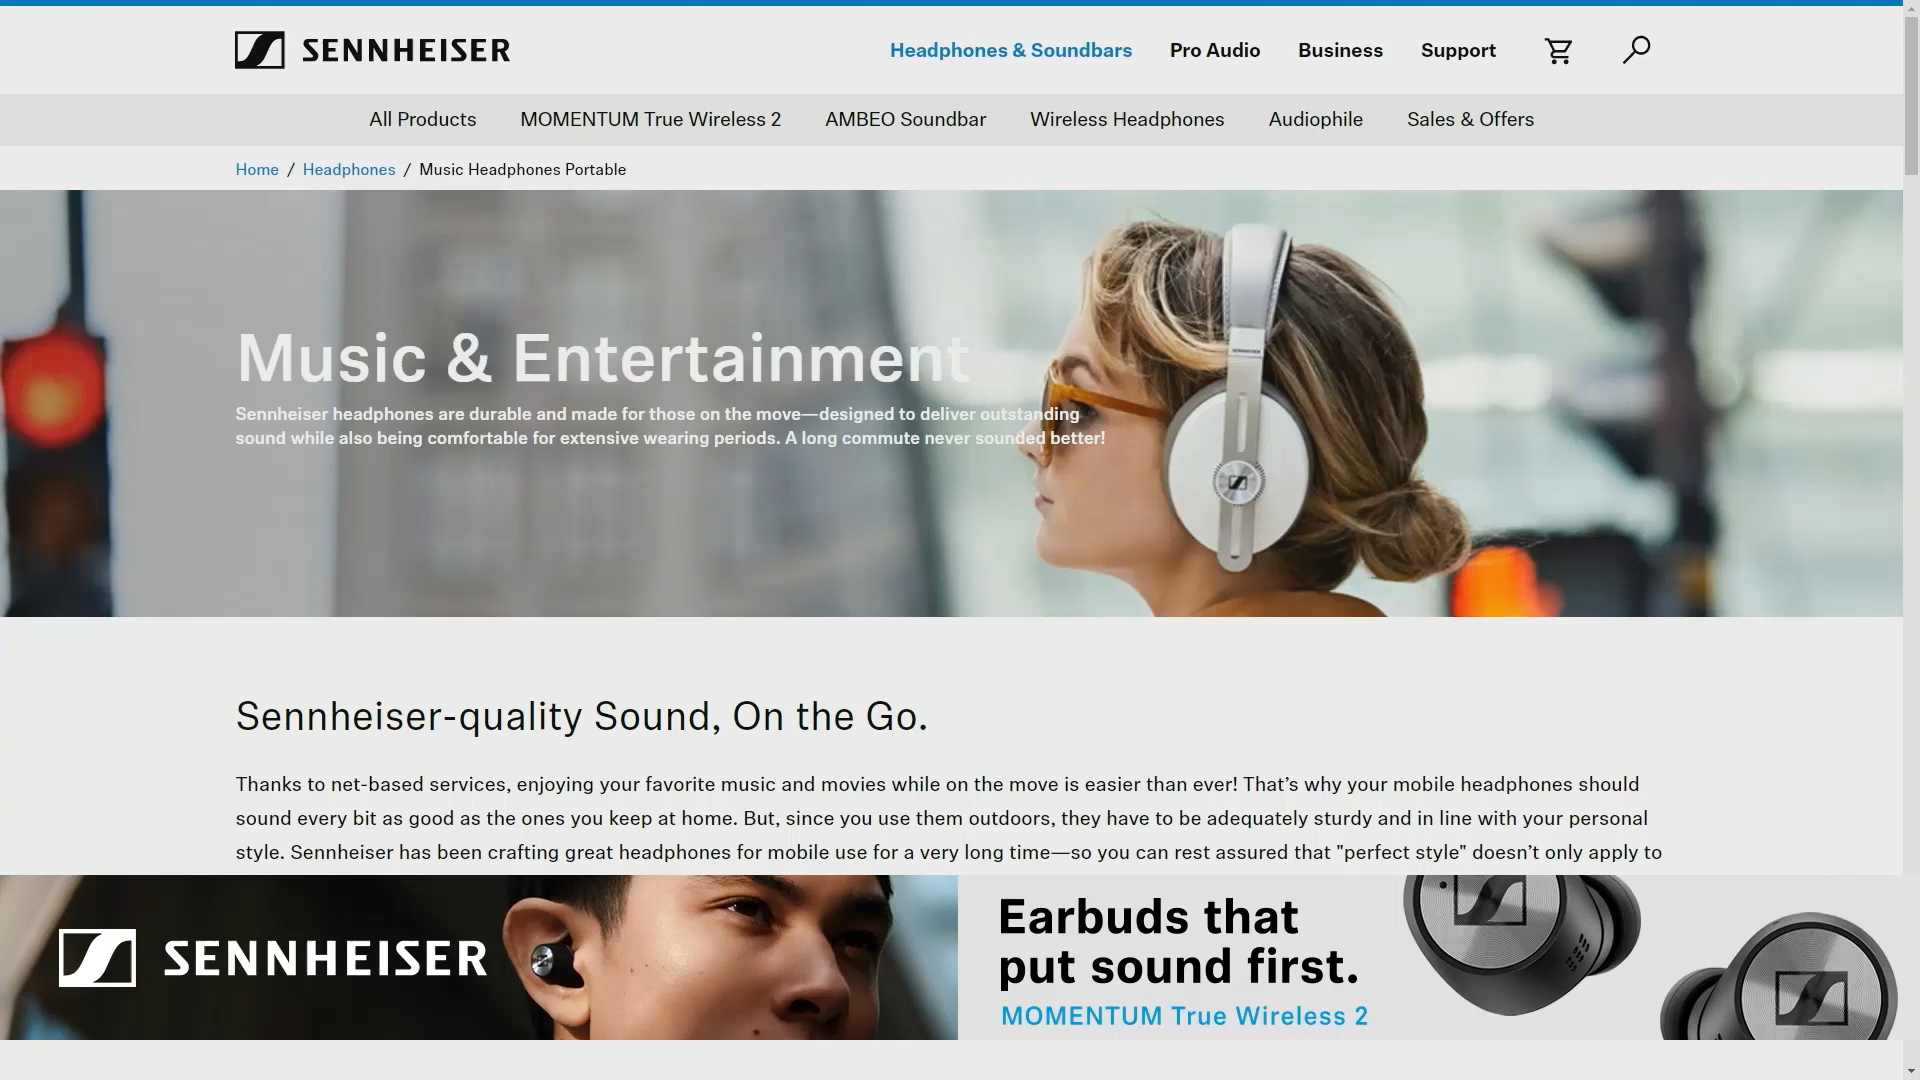 SENNHEISER
Headphones & Soundbars
Pro Audio
Business
Support
All Products
MOMENTUM True Wireless 2
AMBEO Soundbar
Wireless Headphones
Audiophile
Sales & Offers
Home / Headphones / Music Headphones Portable
Music & Entertainment
Sennheiser headphones are durable and made for those on the move—designed to deliver outstanding
sound while also being comfortable for extensive wearing periods. A long commute never sounded better!
Sennheiser-quality Sound, On the Go.
Thanks to net-based services, enjoying your favorite music and movies while on the move is easier than ever! That’s why your mobile headphones should
sound every bit as good as the ones you keep at home. But, since you use them outdoors, they have to be adequately sturdy and in line with your personal
style. Sennheiser has been crafting great headphones for mobile use for a very long time—so you can rest assured that "perfect style" doesn’t only apply to
SENNHEISER
Earbuds that
put sound first.
MOMENTUM True Wireless 2